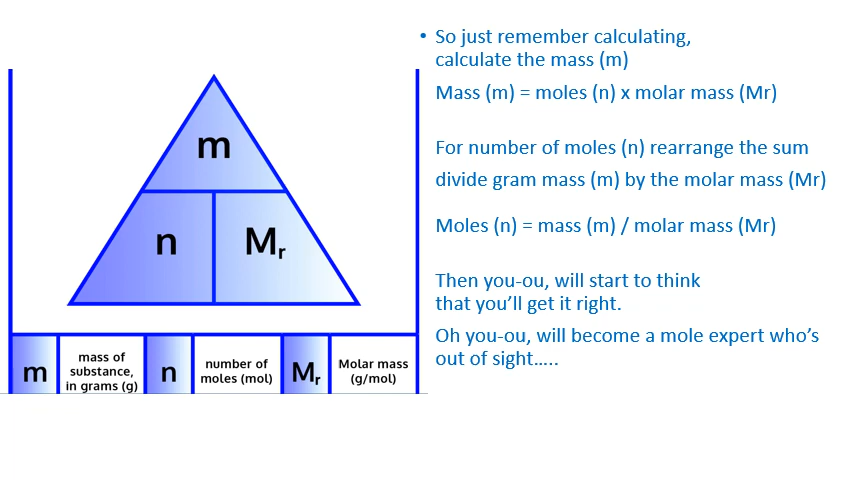 m
n
Mr
m
mass of
substance,
in grams (g)
n
number of
moles (mol)
Mr
Molar mass
(g/mol)
• So just remember calculating,
calculate the mass (m)
Mass (m) = moles (n) x molar mass (Mr)
For number of moles (n) rearrange the sum
divide gram mass (m) by the molar mass (Mr)
Moles (n) = mass (m) / molar mass (Mr)
Then you-ou, will start to think
that you’ll get it right.
Oh you-ou, will become a mole expert who’s
out of sight…..